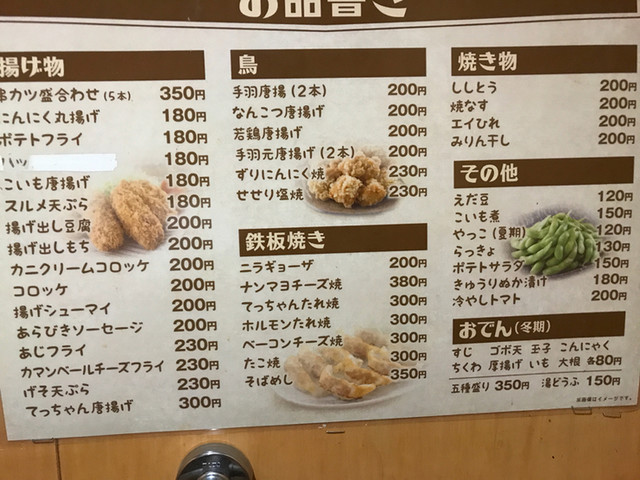 お品書き
揚げ物
串カツ盛合わせ(5本) 350円
にんにく丸揚げ 180円
ポテトフライ 180円
180円
こいも唐揚げ 180円
スルメ天ぷら 180円
揚げ出し豆腐 200円
揚げ出しもち 200円
カニクリームコロッケ 200円
コロッケ 200円
揚げシューマイ 200円
あらびきソーセージ 200円
あじフライ 230円
カマンベールチーズフライ 230円
げそ天ぷら 230円
てっちゃん唐揚げ 300円
鳥
手羽唐揚(2本) 200円
なんこつ唐揚げ 200円
若鶏唐揚げ 200円
手羽元唐揚げ(2本) 200円
ずりにんにく焼 230円
せせり塩焼 230円
鉄板焼き
ニラギョーザ 200円
ナンマヨチーズ焼 380円
てっちゃんたれ焼 300円
ホルモンたれ焼 300円
ベーコンチーズ焼 300円
たこ焼 300円
そばめし 350円
焼き物
ししとう 200円
焼なす 200円
エイひれ 200円
みりん干し 200円
その他
えだ豆 120円
こいも煮 150円
やっこ(夏期) 120円
らっきょ 130円
ポテトサラダ 150円
きゅうりぬか漬け 180円
冷やしトマト 200円
おでん(冬期)
すじ ゴボ天 玉子 こんにゃく
ちくわ 厚揚げ いも 大根 各80円
五種盛り 350円 湯どうふ 150円
※画像はイメージです。